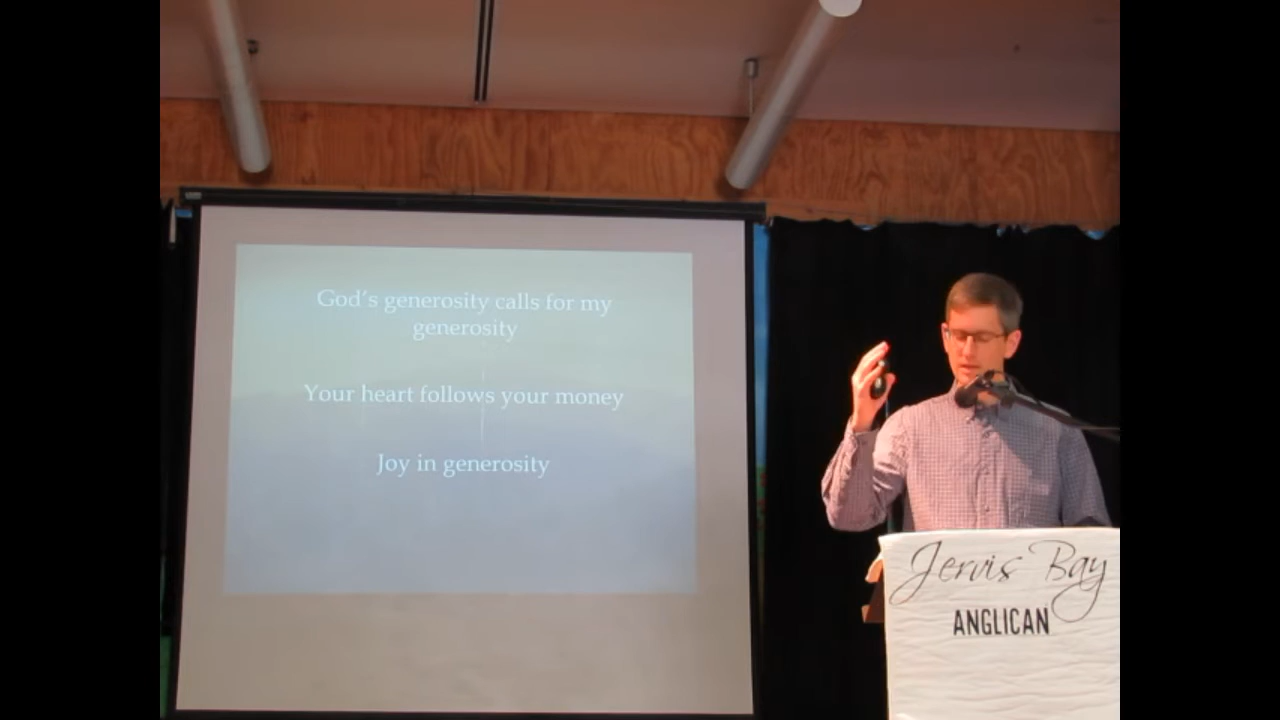 God's generosity calls for my
generosity
Your heart follows your money
Joy in generosity
Jervis Bay
ANGLICAN